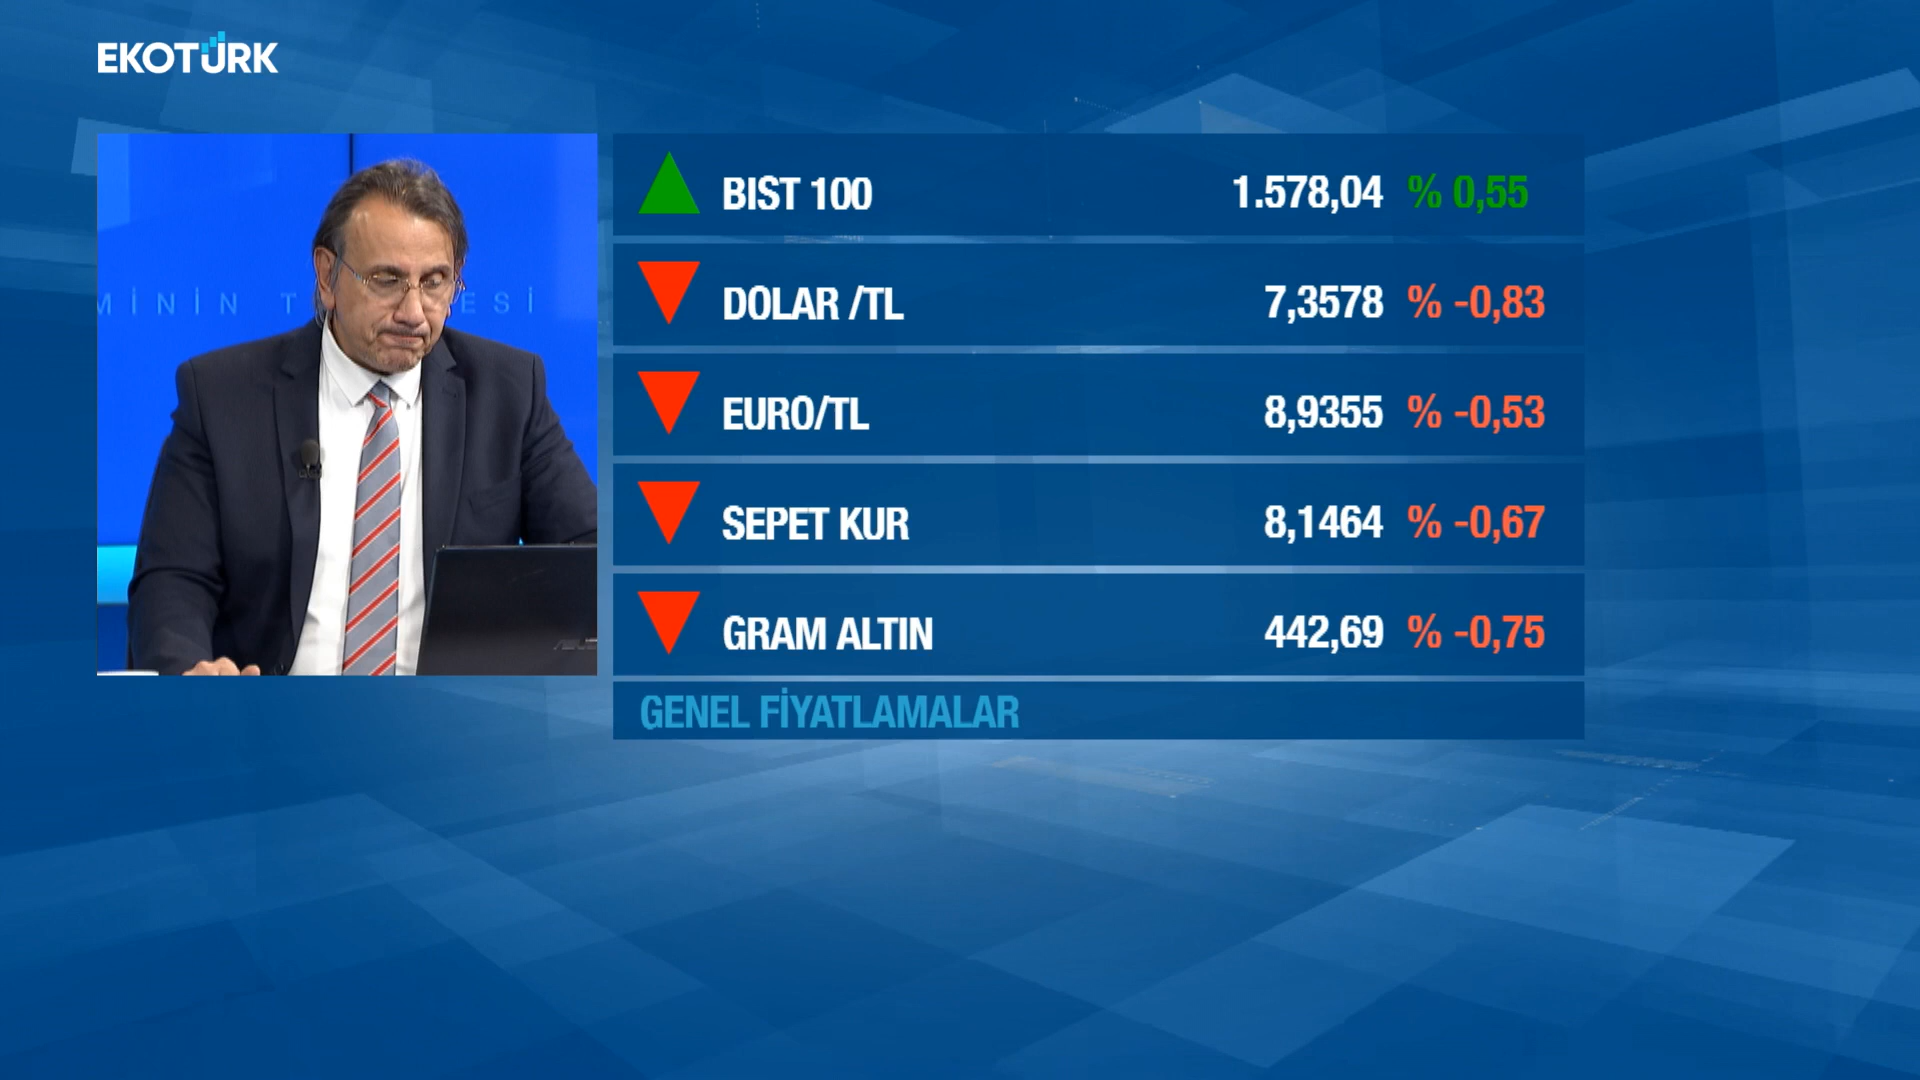 EKOTÜRK
BIST 100 1.578,04 % 0,55
DOLAR /TL 7,3578 % -0,83
EURO/TL 8,9355 % -0,53
SEPET KUR 8,1464 % -0,67
GRAM ALTIN 442,69 % -0,75
GENEL FİYATLAMALAR